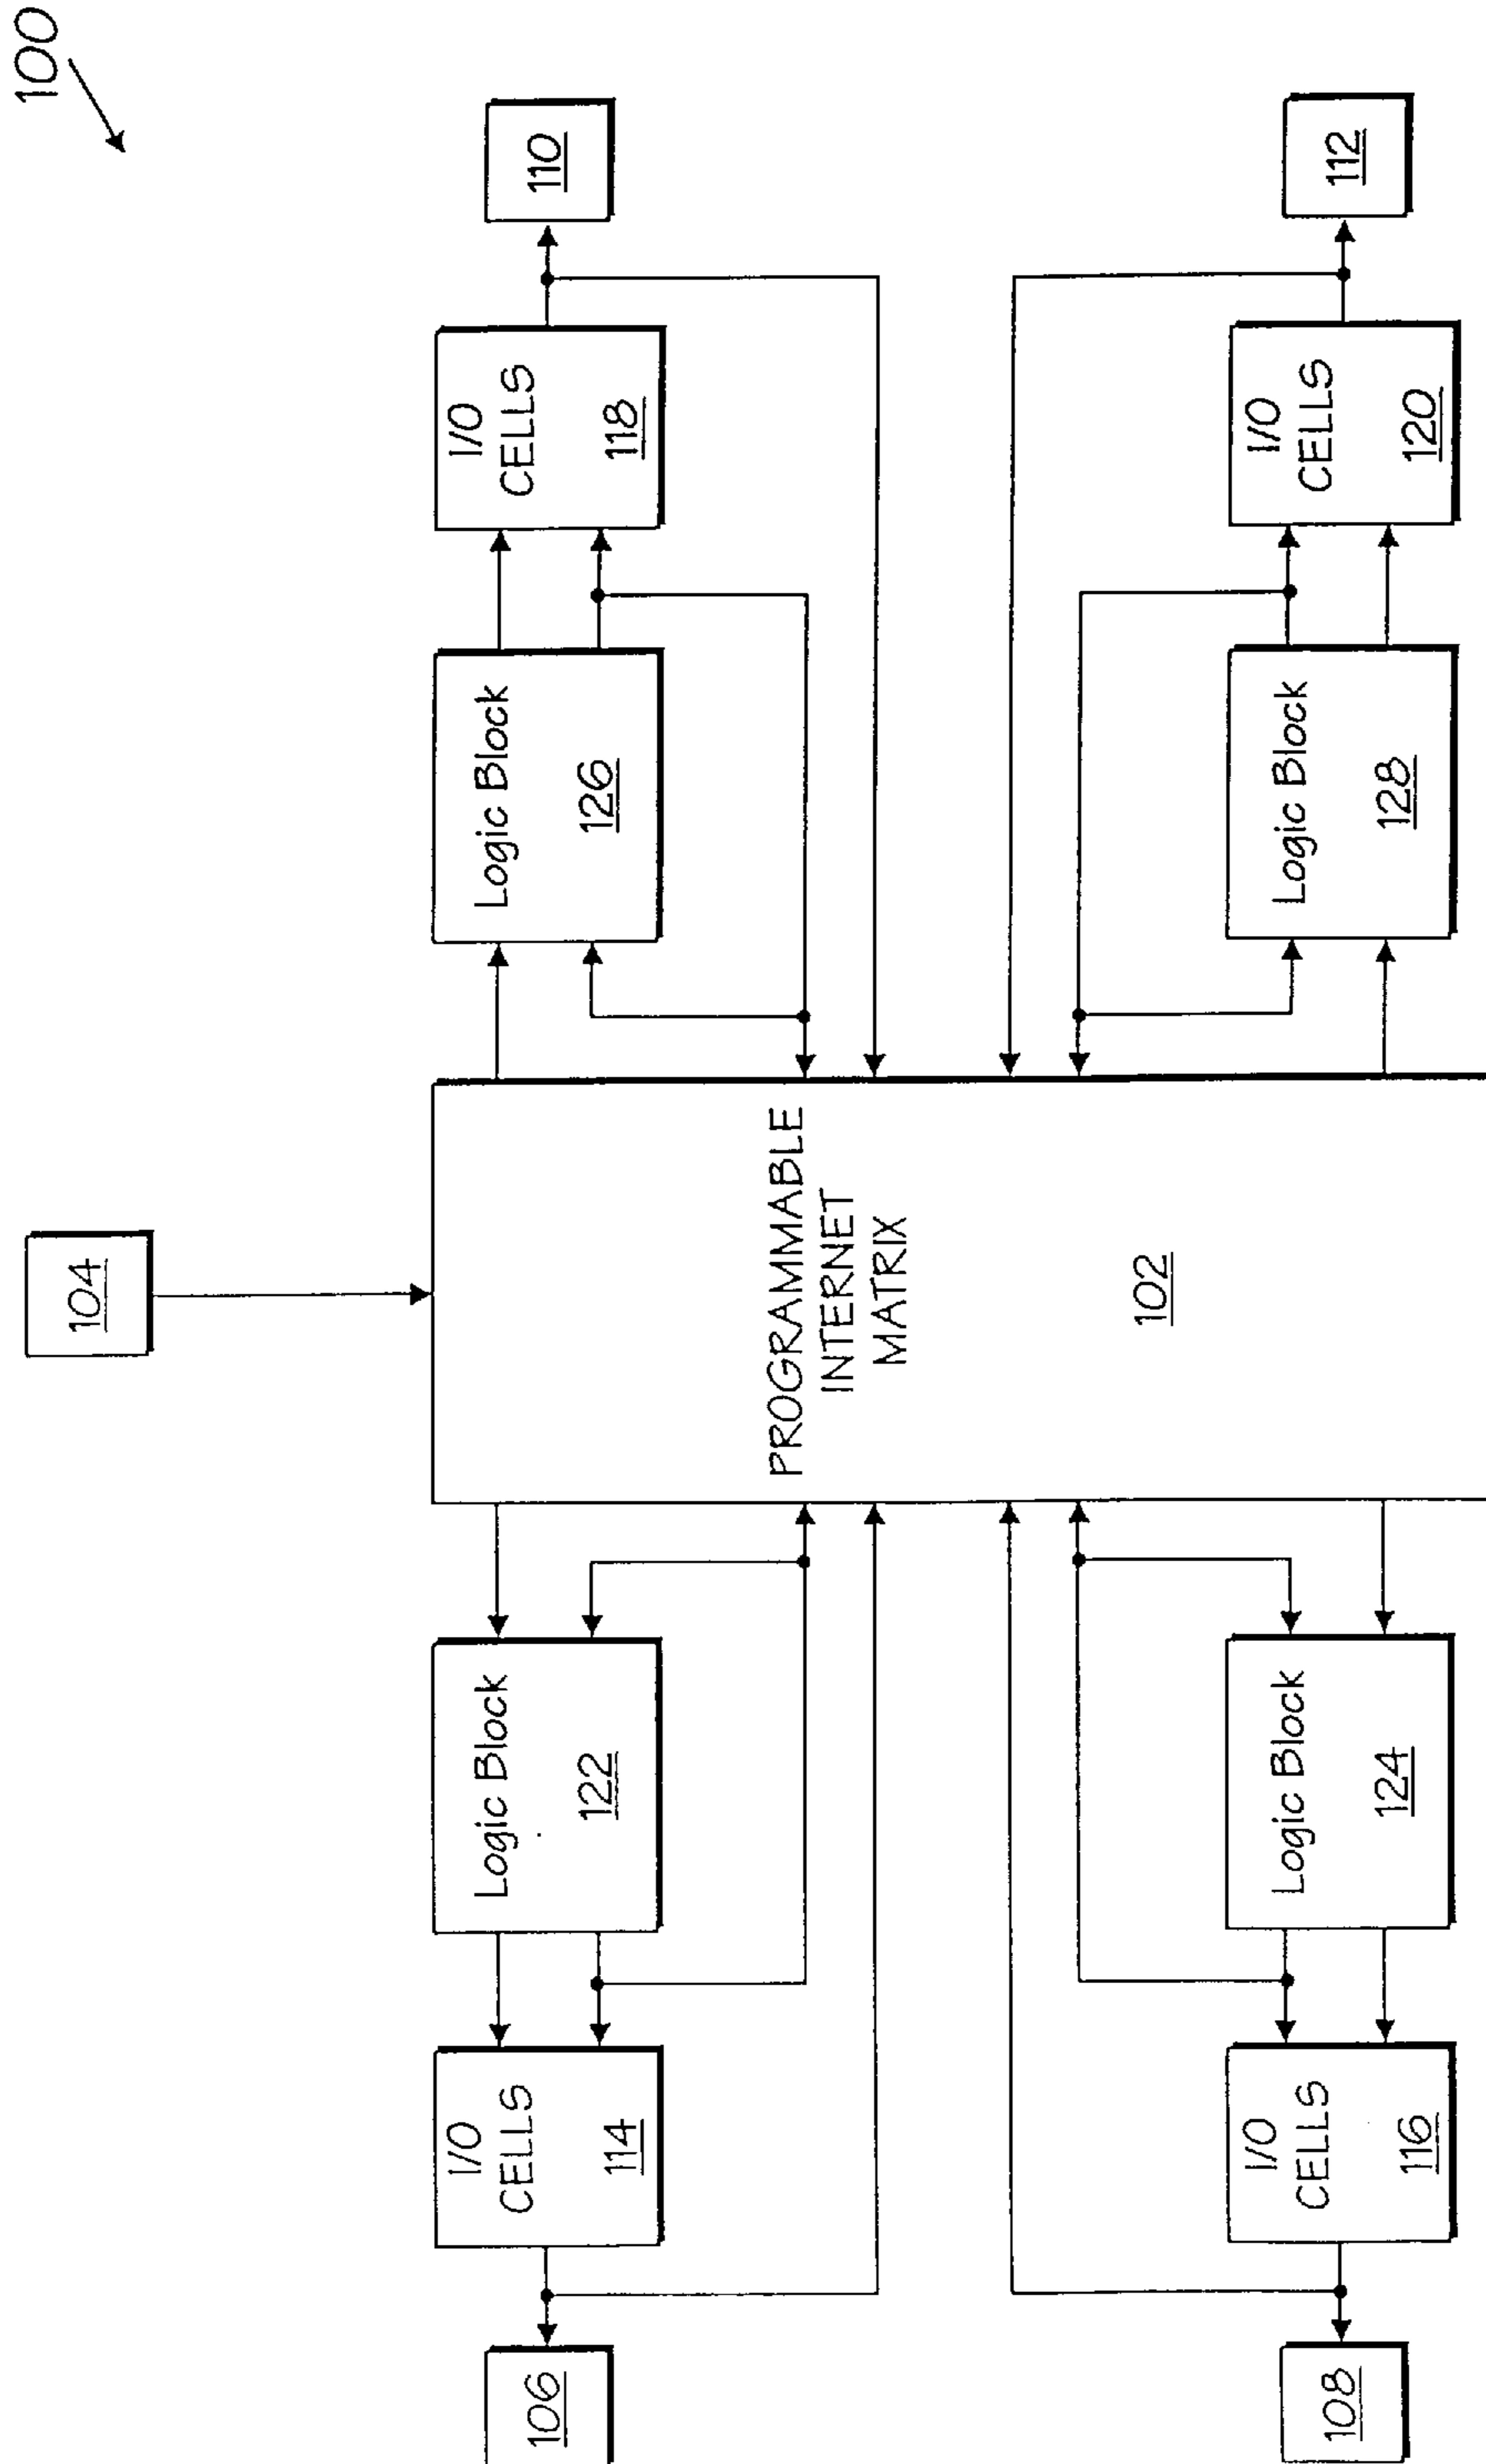 100
104
106
I/O
CELLS
114
Logic Block
122
PROGRAMMABLE
INTERNET
MATRIX
102
Logic Block
126
I/O
CELLS
118
110
108
I/O
CELLS
116
Logic Block
124
Logic Block
128
I/O
CELLS
120
112